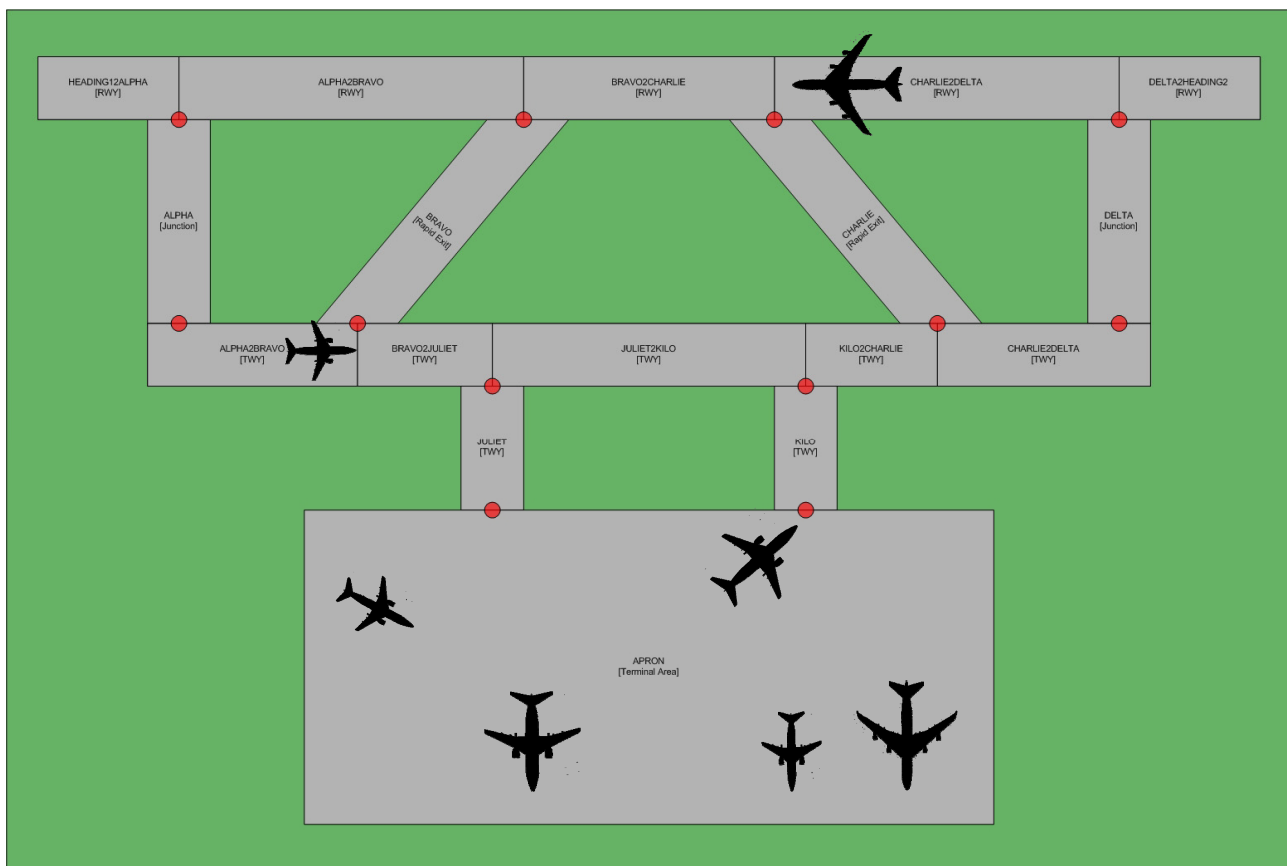 HEADING12ALPHA
[RWY]
ALPHA2BRAVO
[RWY]
BRAVO2CHARLIE
[RWY]
CHARLIE2DELTA
[RWY]
DELTA2HEADING2
[RWY]
ALPHA
[Junction]
BRAVO
[Rapid Exit]
CHARLIE
[Rapid Exit]
DELTA
[Junction]
ALPHA2BRAVO
[TWY]
BRAVO2JULIET
[TWY]
JULIET2KILO
[TWY]
KILO2CHARLIE
[TWY]
CHARLIE2DELTA
[TWY]
JULIET
[TWY]
KILO
[TWY]
APRON
[Terminal Area]